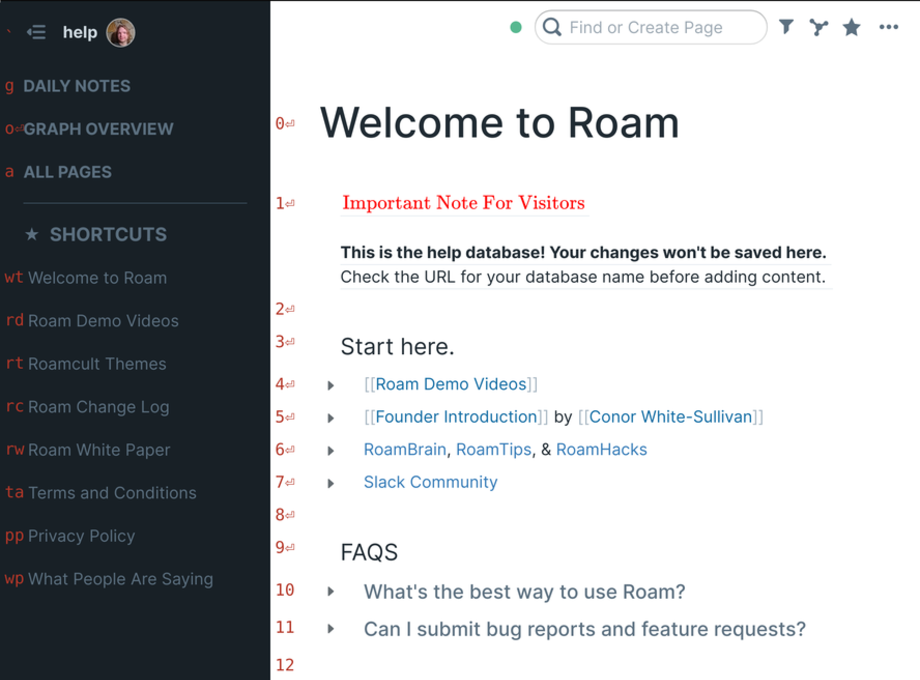 help
Find or Create Page
g DAILY NOTES
o⏎ GRAPH OVERVIEW
a ALL PAGES
★ SHORTCUTS
wt Welcome to Roam
rd Roam Demo Videos
rt Roamcult Themes
rc Roam Change Log
rw Roam White Paper
ta Terms and Conditions
pp Privacy Policy
wp What People Are Saying
0⏎ Welcome to Roam
1⏎ Important Note For Visitors
This is the help database! Your changes won't be saved here.
Check the URL for your database name before adding content.
2⏎
3⏎ Start here.
4⏎ [[Roam Demo Videos]]
5⏎ [[Founder Introduction]] by [[Conor White-Sullivan]]
6⏎ RoamBrain, RoamTips, & RoamHacks
7⏎ Slack Community
8⏎
9⏎ FAQS
10 What's the best way to use Roam?
11 Can I submit bug reports and feature requests?
12